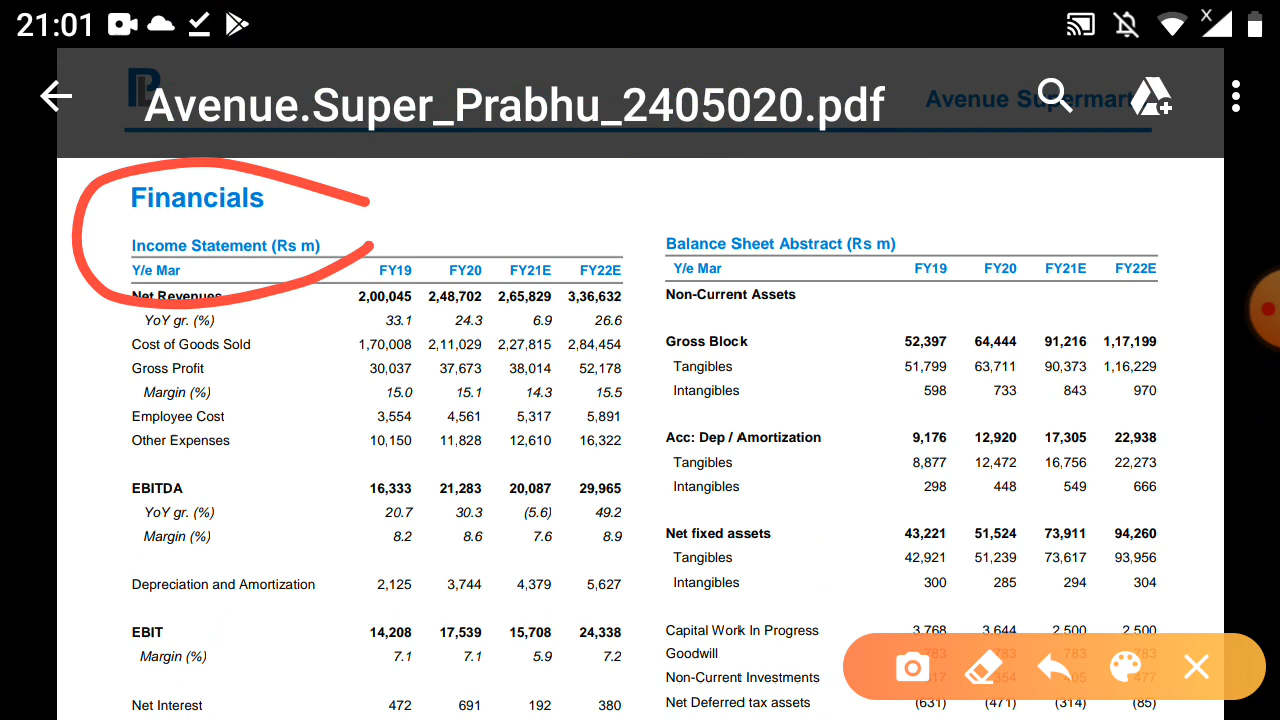 21:01
Avenue.Super_Prabhu_2405020.pdf
Avenue Supermart
Financials
Income Statement (Rs m)
Y/e Mar FY19 FY20 FY21E FY22E
Net Revenues 2,00,045 2,48,702 2,65,829 3,36,632
YoY gr. (%) 33.1 24.3 6.9 26.6
Cost of Goods Sold 1,70,008 2,11,029 2,27,815 2,84,454
Gross Profit 30,037 37,673 38,014 52,178
Margin (%) 15.0 15.1 14.3 15.5
Employee Cost 3,554 4,561 5,317 5,891
Other Expenses 10,150 11,828 12,610 16,322
EBITDA 16,333 21,283 20,087 29,965
YoY gr. (%) 20.7 30.3 (5.6) 49.2
Margin (%) 8.2 8.6 7.6 8.9
Depreciation and Amortization 2,125 3,744 4,379 5,627
EBIT 14,208 17,539 15,708 24,338
Margin (%) 7.1 7.1 5.9 7.2
Net Interest 472 691 192 380
Balance Sheet Abstract (Rs m)
Y/e Mar FY19 FY20 FY21E FY22E
Non-Current Assets
Gross Block 52,397 64,444 91,216 1,17,199
Tangibles 51,799 63,711 90,373 1,16,229
Intangibles 598 733 843 970
Acc: Dep / Amortization 9,176 12,920 17,305 22,938
Tangibles 8,877 12,472 16,756 22,273
Intangibles 298 448 549 666
Net fixed assets 43,221 51,524 73,911 94,260
Tangibles 42,921 51,239 73,617 93,956
Intangibles 300 285 294 304
Capital Work In Progress 3,768 3,644 2,500 2,500
Goodwill 783 783 783
Non-Current Investments
Net Deferred tax assets (631) (471) (314) (85)